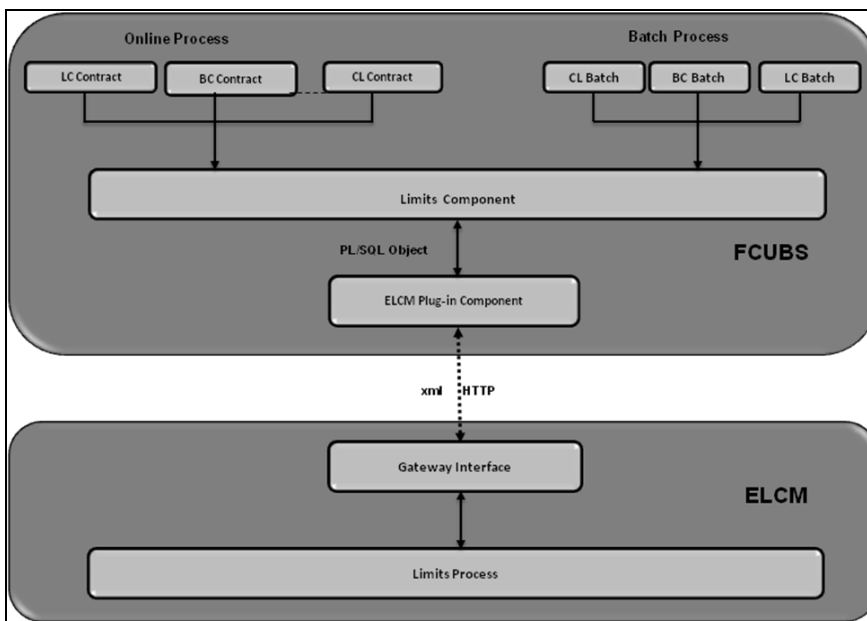 Online Process
Batch Process
LC Contract
BC Contract
CL Contract
CL Batch
BC Batch
LC Batch
Limits Component
PL/SQL Object
FCUBS
ELCM Plug-in Component
xml HTTP
Gateway Interface
ELCM
Limits Process